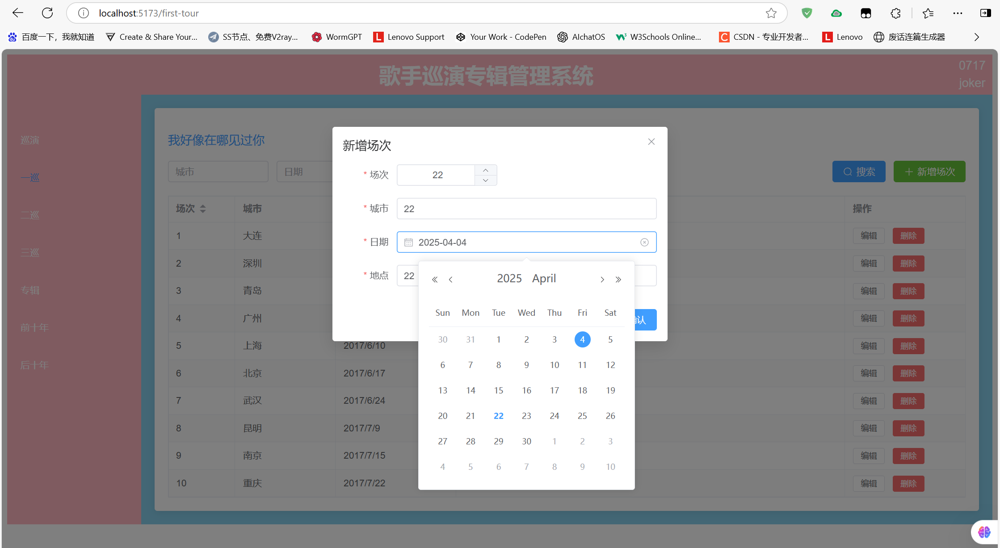 localhost:5173/first-tour
百度一下，我就知道
Create & Share Your...
SS节点、免费V2ray...
WormGPT
Lenovo Support
Your Work - CodePen
AIchatOS
W3Schools Online...
CSDN - 专业开发者...
Lenovo
废话连篇生成器
歌手巡演专辑管理系统
0717
joker
巡演
一巡
二巡
三巡
专辑
前十年
后十年
我好像在哪见过你
城市
日期
搜索
新增场次
场次 城市 操作
1 大连 编辑 删除
2 深圳 编辑 删除
3 青岛 编辑 删除
4 广州 编辑 删除
5 上海 2017/6/10 编辑 删除
6 北京 2017/6/17 编辑 删除
7 武汉 2017/6/24 编辑 删除
8 昆明 2017/7/9 编辑 删除
9 南京 2017/7/15 编辑 删除
10 重庆 2017/7/22 编辑 删除
新增场次
* 场次 22
* 城市 22
* 日期 2025-04-04
* 地点 22
认
2025 April
Sun Mon Tue Wed Thu Fri Sat
30 31 1 2 3 4 5
6 7 8 9 10 11 12
13 14 15 16 17 18 19
20 21 22 23 24 25 26
27 28 29 30 1 2 3
4 5 6 7 8 9 10